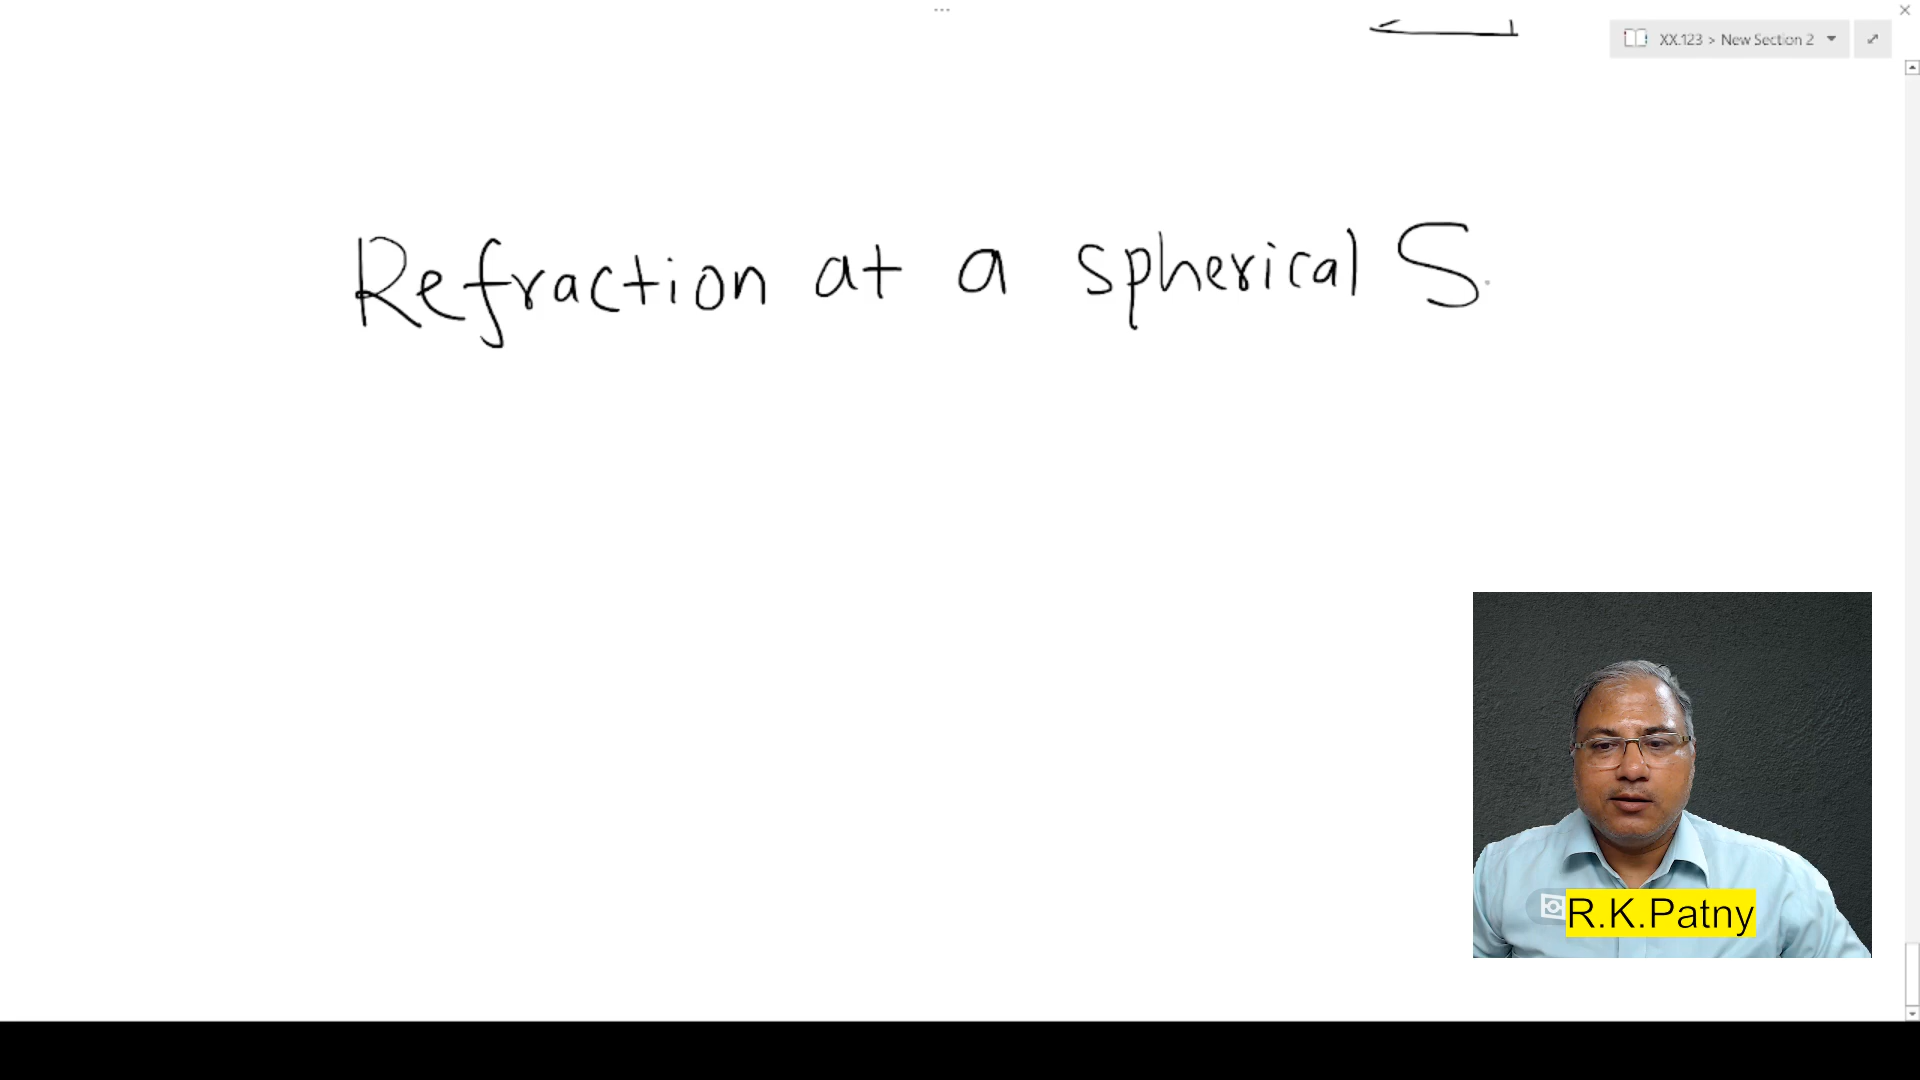 XX.123 > New Section 2
Refraction at a spherical S
R.K.Patny